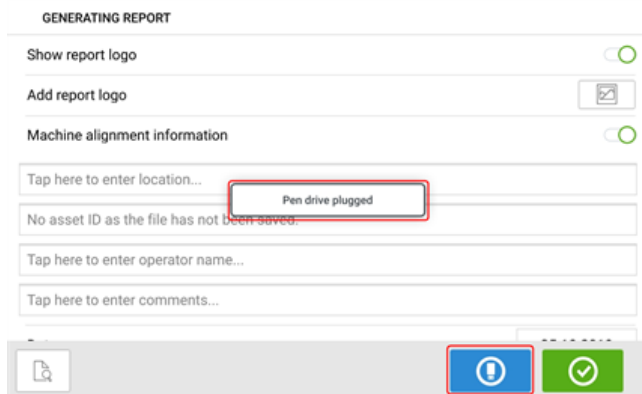 GENERATING REPORT
Show report logo
Add report logo
Machine alignment information
Tap here to enter location...
Pen drive plugged
No asset ID as the file has not been saved.
Tap here to enter operator name...
Tap here to enter comments...